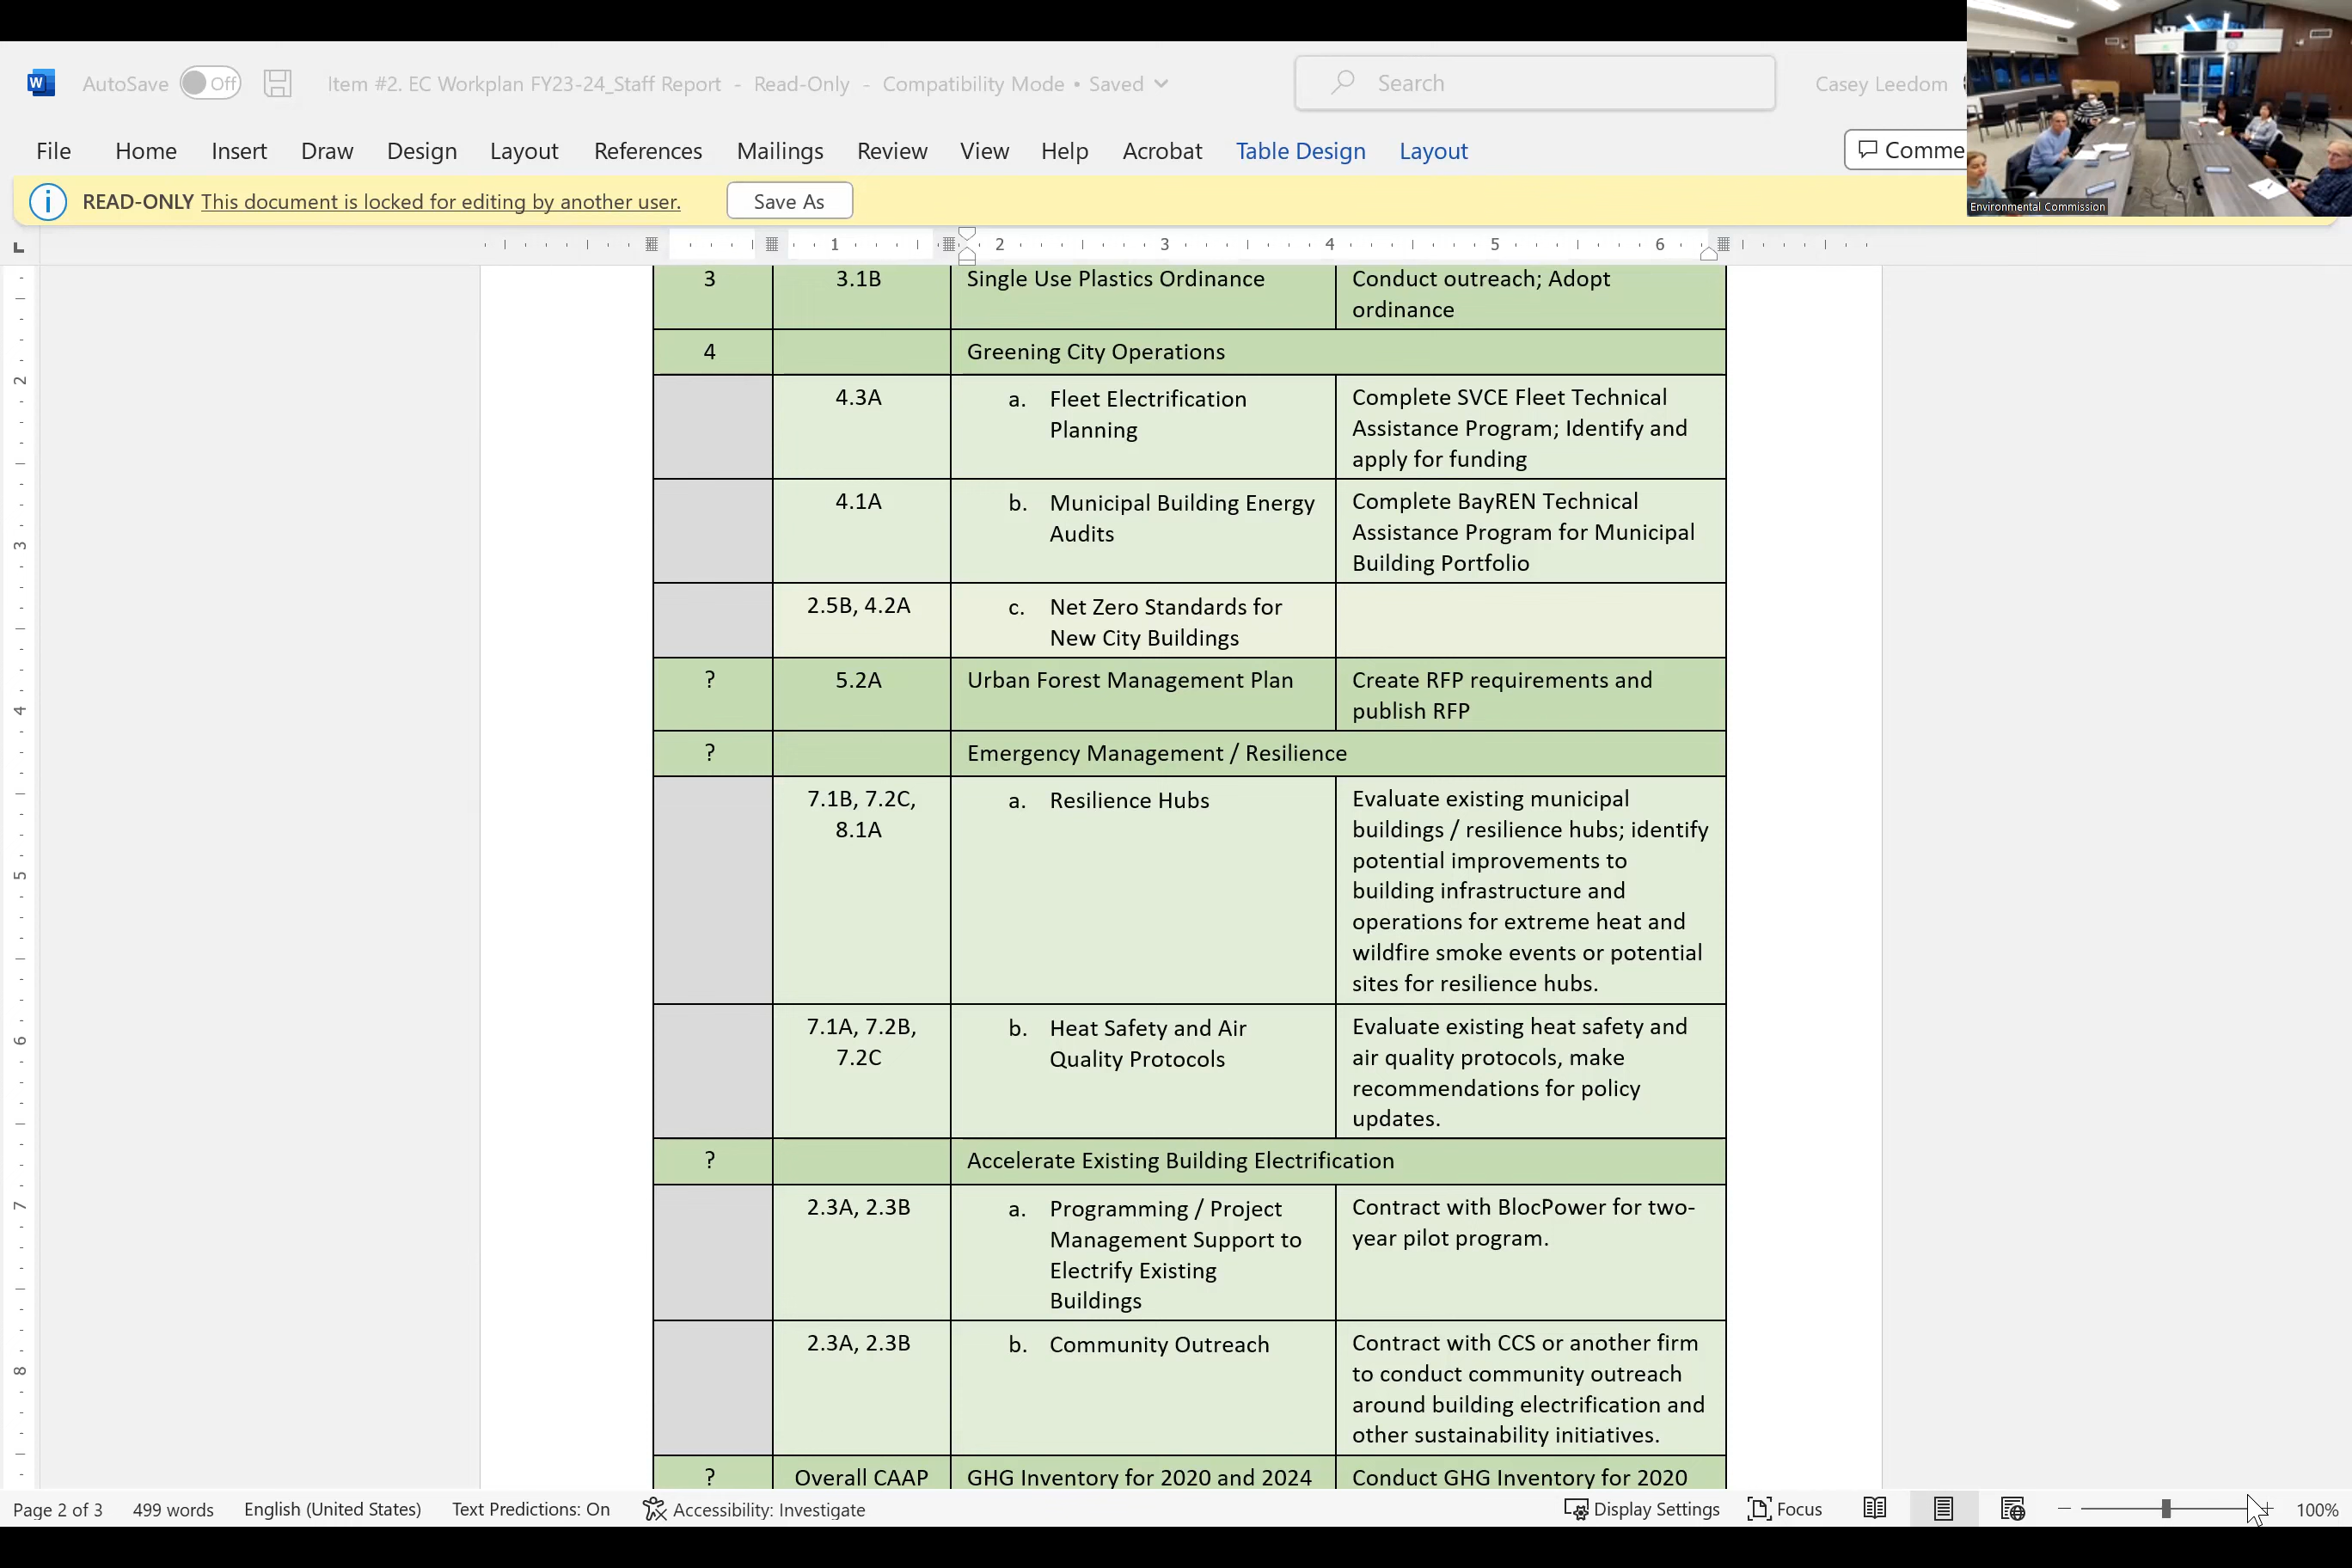 AutoSave Off Item #2. EC Workplan FY23-24_Staff Report - Read-Only - Compatibility Mode • Saved Search Casey Leedom
File Home Insert Draw Design Layout References Mailings Review View Help Acrobat Table Design Layout Comme
READ-ONLY This document is locked for editing by another user. Save As
Environmental Commission
1 2 3 4 5 6
3 3.1B Single Use Plastics Ordinance Conduct outreach; Adopt
ordinance
4 Greening City Operations
4.3A a. Fleet Electrification
Planning
Complete SVCE Fleet Technical
Assistance Program; Identify and
apply for funding
4.1A b. Municipal Building Energy
Audits
Complete BayREN Technical
Assistance Program for Municipal
Building Portfolio
2.5B, 4.2A c. Net Zero Standards for
New City Buildings
? 5.2A Urban Forest Management Plan Create RFP requirements and
publish RFP
? Emergency Management / Resilience
7.1B, 7.2C,
8.1A
a. Resilience Hubs
Evaluate existing municipal
buildings / resilience hubs; identify
potential improvements to
building infrastructure and
operations for extreme heat and
wildfire smoke events or potential
sites for resilience hubs.
7.1A, 7.2B,
7.2C
b. Heat Safety and Air
Quality Protocols
Evaluate existing heat safety and
air quality protocols, make
recommendations for policy
updates.
? Accelerate Existing Building Electrification
2.3A, 2.3B a. Programming / Project
Management Support to
Electrify Existing
Buildings
Contract with BlocPower for two-
year pilot program.
2.3A, 2.3B b. Community Outreach
Contract with CCS or another firm
to conduct community outreach
around building electrification and
other sustainability initiatives.
? Overall CAAP GHG Inventory for 2020 and 2024 Conduct GHG Inventory for 2020
2
3
4
5
6
7
8
Page 2 of 3 499 words English (United States) Text Predictions: On Accessibility: Investigate Display Settings Focus 100%